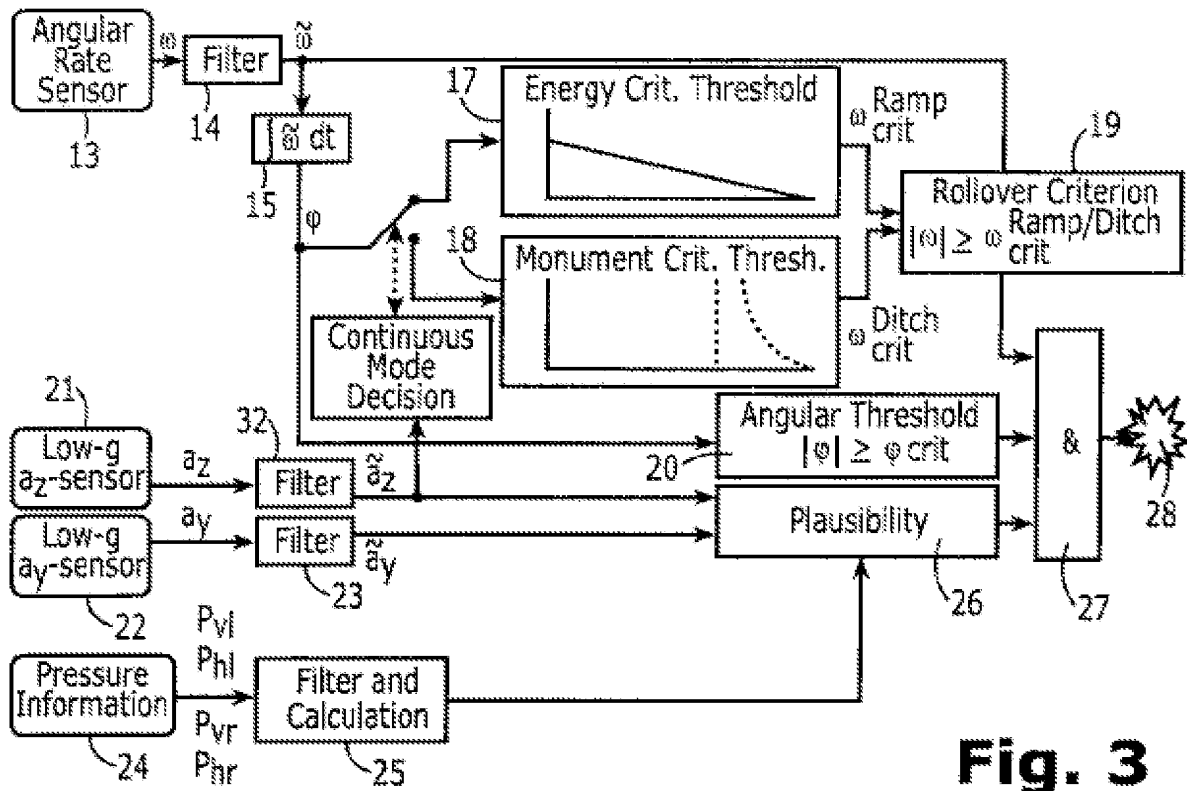 Angular
Rate
Sensor
13
ω
Filter
14
ω̃
∫ ω̃ dt
15
φ
17
Energy Crit. Threshold
ω Ramp
crit
18
Monument Crit. Thresh.
ω Ditch
crit
19
Rollover Criterion
|ω̃| ≥ ω Ramp/Ditch
crit
Continuous
Mode
Decision
20
Angular Threshold
|φ| ≥ φ crit
21
Low-g
az-sensor
az
32
Filter
ãz
Low-g
ay-sensor
22
ay
Filter
23
ãy
Plausibility
26
&
27
28
Pressure
Information
24
Pvl
Phl
Pvr
Phr
Filter and
Calculation
25
Fig. 3